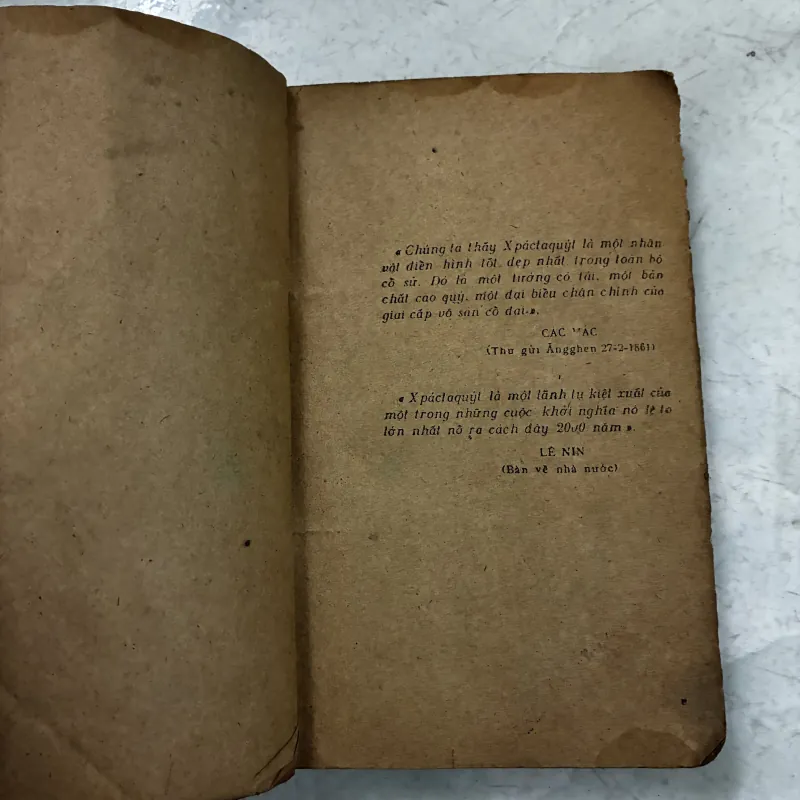 « Chúng ta thấy Xpáctaquýt là một nhân
vật điển hình tốt đẹp nhất trong toàn bộ
cổ sử. Đó là một tướng có tài, một bản
chất cao quý, một đại biểu chân chính của
giai cấp vô sản cổ đại ».
CÁC MÁC
(Thư gửi Ăngghen 27-2-1861)
« Xpáctaquýt là một lãnh tụ kiệt xuất của
một trong những cuộc khởi nghĩa nô lệ to
lớn nhất nổ ra cách đây 2000 năm ».
LÊ NIN
(Bàn về nhà nước)